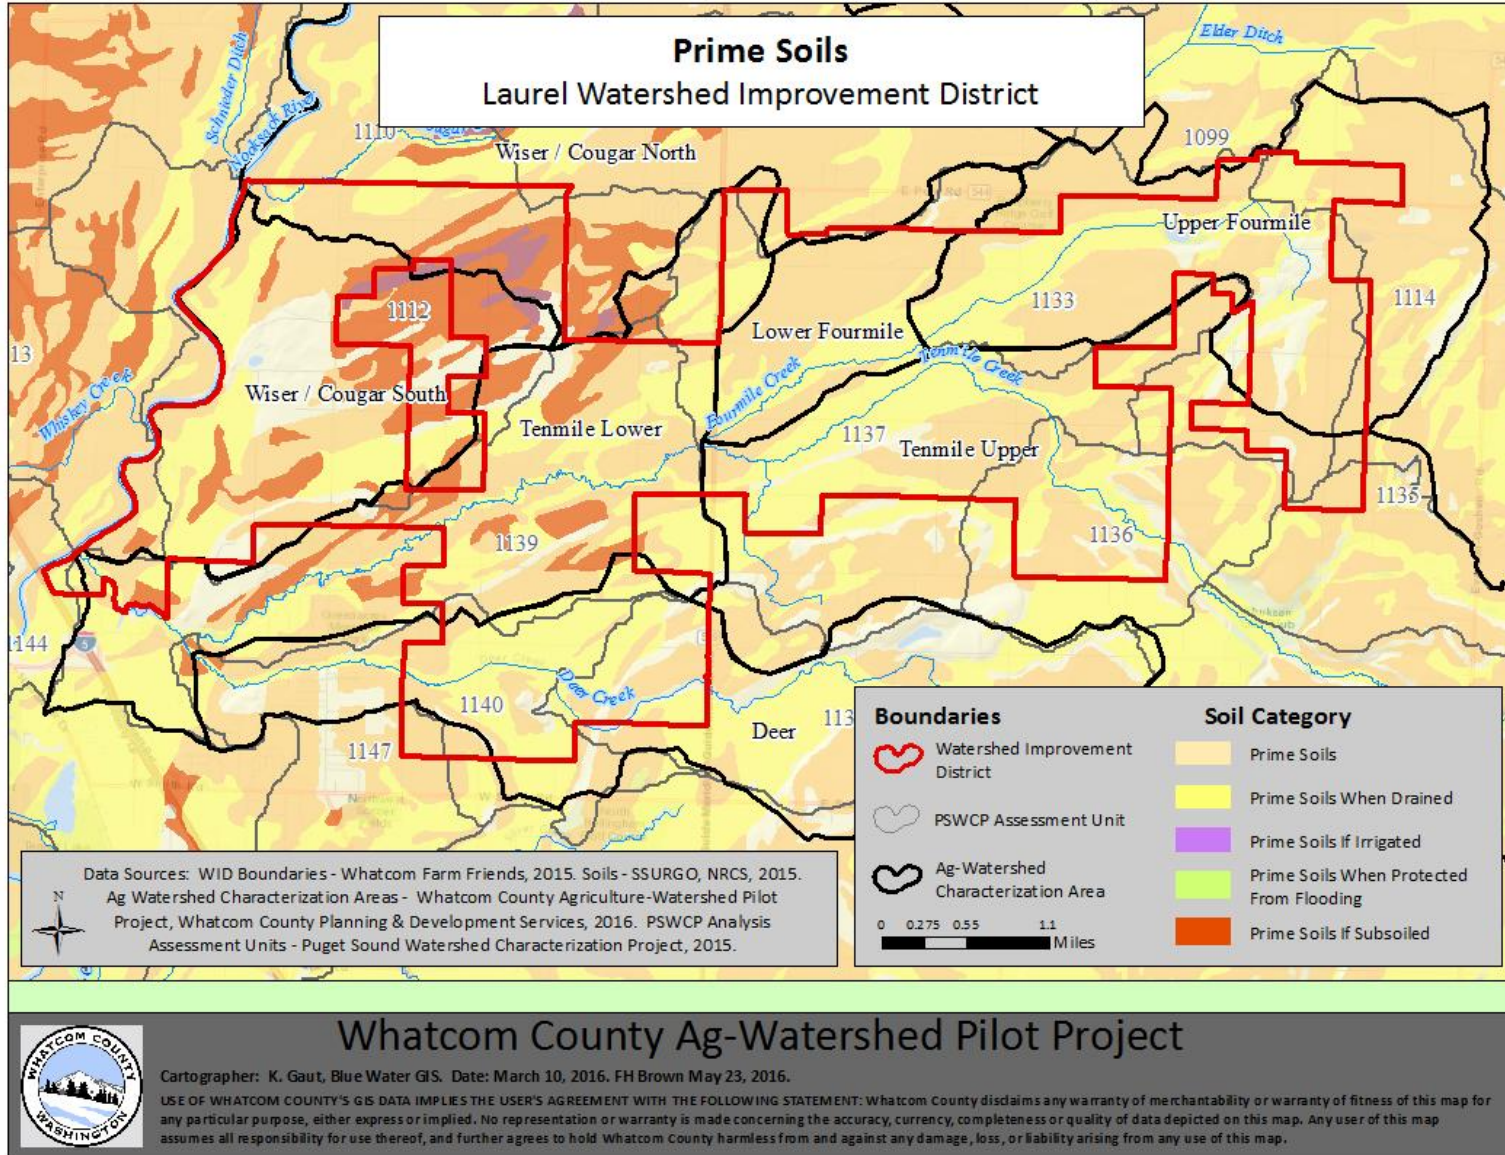 Prime Soils
Laurel Watershed Improvement District
Elder Ditch
Schnieder Ditch
Nooksack River
1110
Wiser / Cougar North
1099
E Pole Rd
544
Upper Fourmile
1112
1133
1114
13
Lower Fourmile
Tenmile Creek
Whiskey Creek
Wiser / Cougar South
Fourmile Creek
Tenmile Lower
1137
Tenmile Upper
1135
1139
1136
1144
5
Deer Creek
1140
Deer
113
1147
Boundaries
Watershed Improvement
District
PSWCP Assessment Unit
Ag-Watershed
Characterization Area
0 0.275 0.55 1.1
Miles
Soil Category
Prime Soils
Prime Soils When Drained
Prime Soils If Irrigated
Prime Soils When Protected
From Flooding
Prime Soils If Subsoiled
N
Data Sources: WID Boundaries - Whatcom Farm Friends, 2015. Soils - SSURGO, NRCS, 2015.
Ag Watershed Characterization Areas - Whatcom County Agriculture-Watershed Pilot
Project, Whatcom County Planning & Development Services, 2016. PSWCP Analysis
Assessment Units - Puget Sound Watershed Characterization Project, 2015.
WHATCOM COUNTY
WASHINGTON
Whatcom County Ag-Watershed Pilot Project
Cartographer: K. Gaut, Blue Water GIS. Date: March 10, 2016. FH Brown May 23, 2016.
USE OF WHATCOM COUNTY'S GIS DATA IMPLIES THE USER'S AGREEMENT WITH THE FOLLOWING STATEMENT: Whatcom County disclaims any warranty of merchantability or warranty of fitness of this map for
any particular purpose, either express or implied. No representation or warranty is made concerning the accuracy, currency, completeness or quality of data depicted on this map. Any user of this map
assumes all responsibility for use thereof, and further agrees to hold Whatcom County harmless from and against any damage, loss, or liability arising from any use of this map.